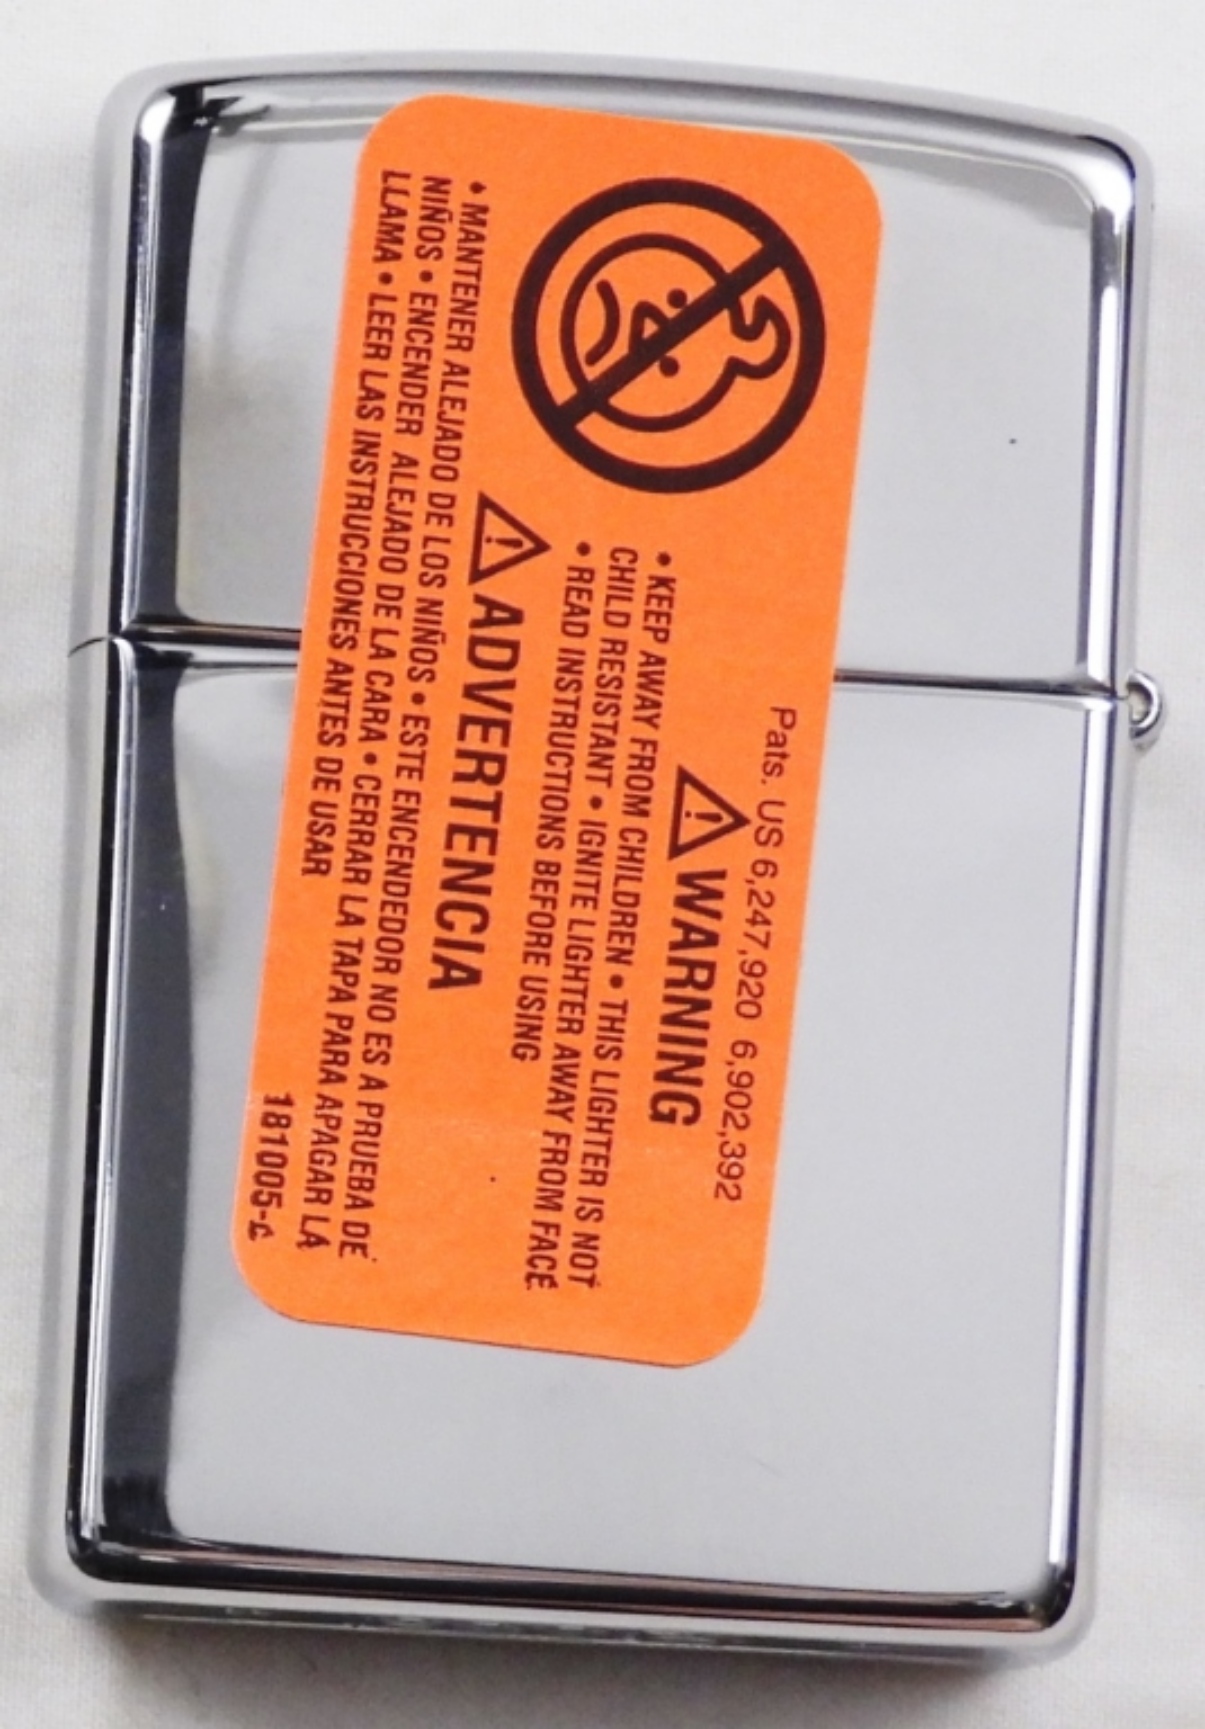 Pats. US 6,247,920 6,902,392
WARNING
• KEEP AWAY FROM CHILDREN • THIS LIGHTER IS NOT
CHILD RESISTANT • IGNITE LIGHTER AWAY FROM FACE
• READ INSTRUCTIONS BEFORE USING
ADVERTENCIA
• MANTENER ALEJADO DE LOS NIÑOS • ESTE ENCENDEDOR NO ES A PRUEBA DE
NIÑOS • ENCENDER ALEJADO DE LA CARA • CERRAR LA TAPA PARA APAGAR LA
LLAMA • LEER LAS INSTRUCCIONES ANTES DE USAR